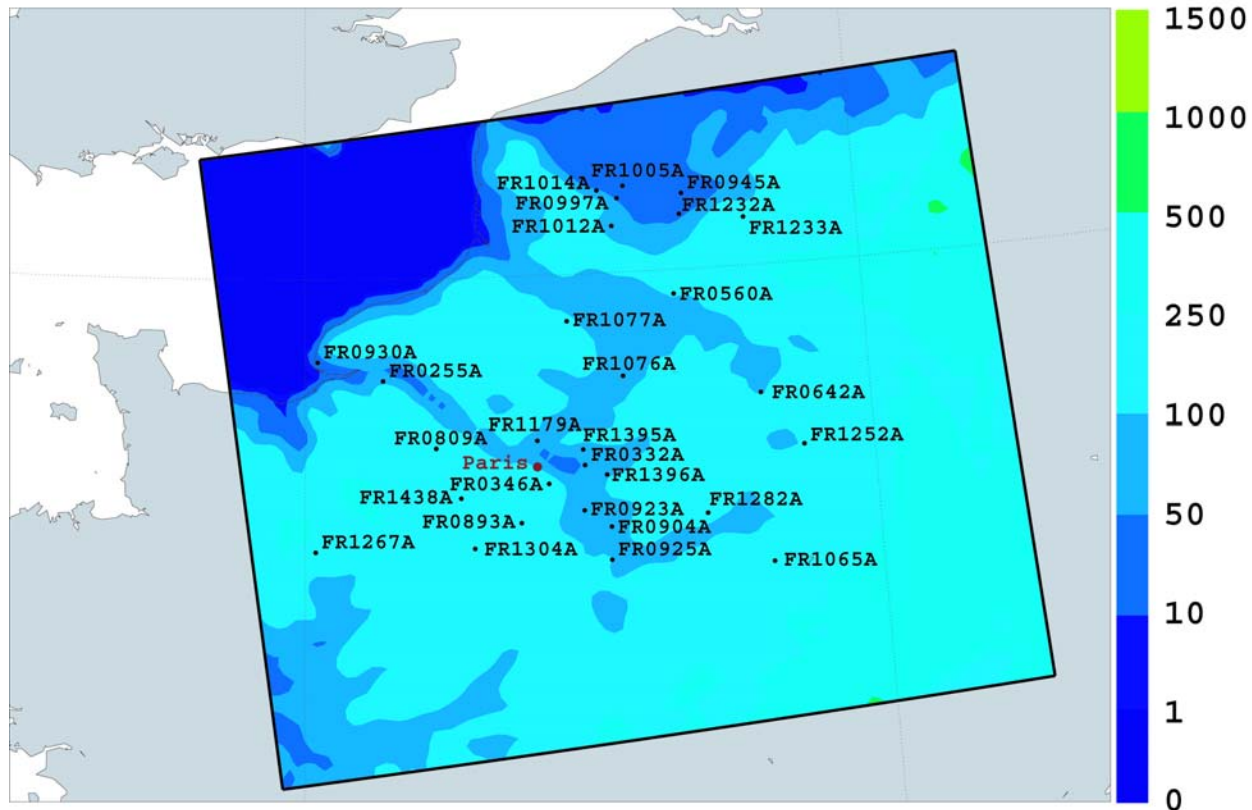 1500
1000
500
250
100
50
10
1
0
FR1005A
FR1014A
FR0945A
FR0997A
FR1232A
FR1012A
FR1233A
FR0560A
FR1077A
FR0930A
FR1076A
FR0255A
FR0642A
FR1179A
FR1395A
FR0809A
FR1252A
FR0332A
Paris
FR1396A
FR0346A
FR1438A
FR1282A
FR0923A
FR0893A
FR0904A
FR1267A
FR1304A
FR0925A
FR1065A